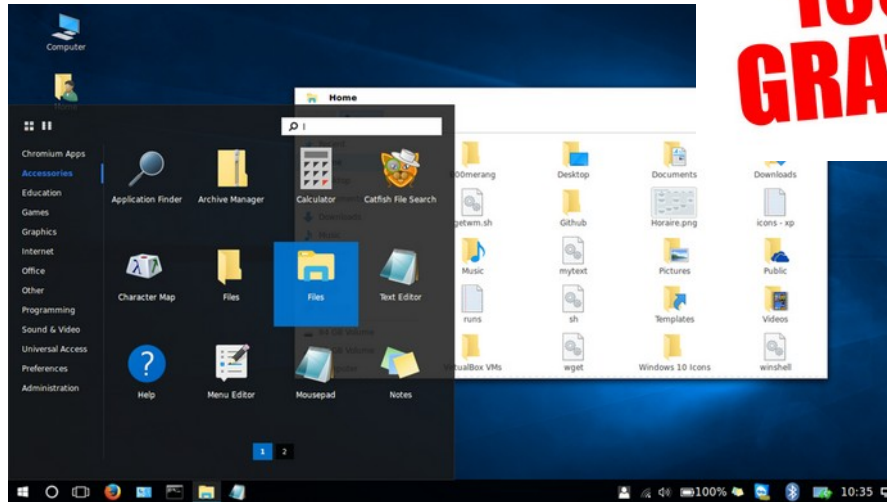 Computer
Home
Chromium Apps
Accessories
Education
Games
Graphics
Internet
Office
Other
Programming
Sound & Video
Universal Access
Preferences
Administration
Application Finder
Archive Manager
Calculator
Catfish File Search
Character Map
Files
Files
Text Editor
Help
Menu Editor
Mousepad
Notes
1 2
Desktop
Documents
Downloads
getwm.sh
Github
Horaire.png
icons - xp
Music
mytext
Pictures
Public
runs
sh
Templates
Videos
wget
Windows 10 Icons
winshell
100%
10:35